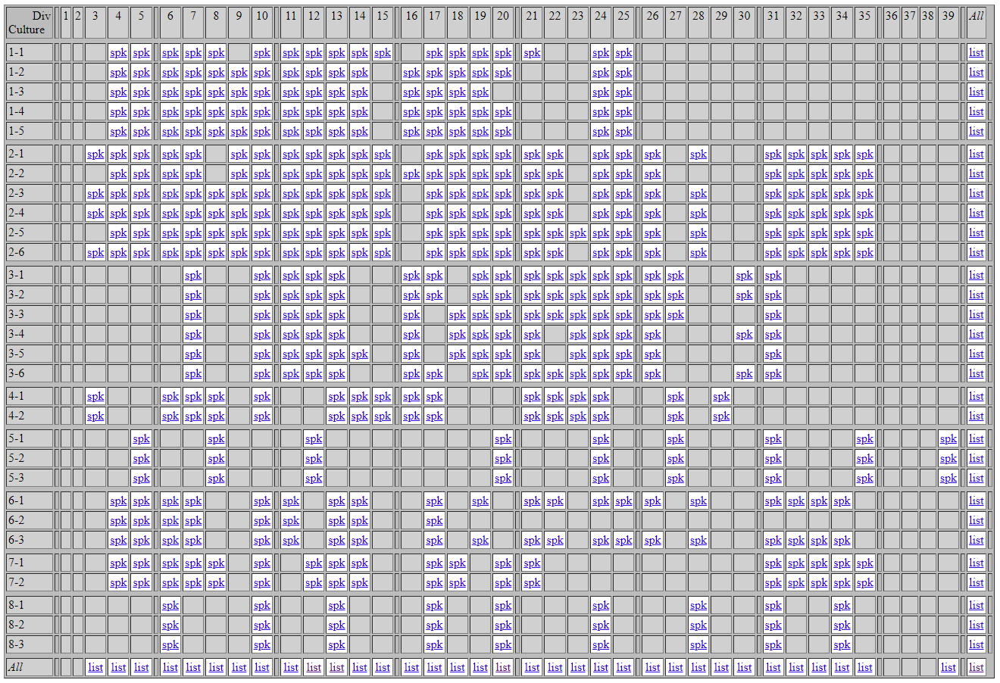 Div 1 2 3 4 5 6 7 8 9 10 11 12 13 14 15 16 17 18 19 20 21 22 23 24 25 26 27 28 29 30 31 32 33 34 35 36 37 38 39 All
Culture
1-1 spk spk spk spk spk spk spk spk spk spk spk spk spk spk spk spk spk spk list
1-2 spk spk spk spk spk spk spk spk spk spk spk spk spk spk spk spk spk spk list
1-3 spk spk spk spk spk spk spk spk spk spk spk spk spk spk spk spk spk list
1-4 spk spk spk spk spk spk spk spk spk spk spk spk spk spk spk spk spk spk list
1-5 spk spk spk spk spk spk spk spk spk spk spk spk spk spk spk spk spk spk list
2-1 spk spk spk spk spk spk spk spk spk spk spk spk spk spk spk spk spk spk spk spk spk spk spk spk spk spk spk list
2-2 spk spk spk spk spk spk spk spk spk spk spk spk spk spk spk spk spk spk spk spk spk spk spk spk spk spk list
2-3 spk spk spk spk spk spk spk spk spk spk spk spk spk spk spk spk spk spk spk spk spk spk spk spk spk spk spk spk list
2-4 spk spk spk spk spk spk spk spk spk spk spk spk spk spk spk spk spk spk spk spk spk spk spk spk spk spk spk spk list
2-5 spk spk spk spk spk spk spk spk spk spk spk spk spk spk spk spk spk spk spk spk spk spk spk spk spk spk spk spk list
2-6 spk spk spk spk spk spk spk spk spk spk spk spk spk spk spk spk spk spk spk spk spk spk spk spk spk spk spk spk list
3-1 spk spk spk spk spk spk spk spk spk spk spk spk spk spk spk spk spk spk list
3-2 spk spk spk spk spk spk spk spk spk spk spk spk spk spk spk spk spk spk list
3-3 spk spk spk spk spk spk spk spk spk spk spk spk spk spk spk spk spk list
3-4 spk spk spk spk spk spk spk spk spk spk spk spk spk spk spk spk list
3-5 spk spk spk spk spk spk spk spk spk spk spk spk spk spk spk spk list
3-6 spk spk spk spk spk spk spk spk spk spk spk spk spk spk spk spk spk list
4-1 spk spk spk spk spk spk spk spk spk spk spk spk spk spk spk spk list
4-2 spk spk spk spk spk spk spk spk spk spk spk spk spk spk spk spk list
5-1 spk spk spk spk spk spk spk spk spk list
5-2 spk spk spk spk spk spk spk spk spk list
5-3 spk spk spk spk spk spk spk spk spk list
6-1 spk spk spk spk spk spk spk spk spk spk spk spk spk spk spk spk spk spk spk spk list
6-2 spk spk spk spk spk spk spk spk spk list
6-3 spk spk spk spk spk spk spk spk spk spk spk spk spk spk spk spk spk spk spk spk list
7-1 spk spk spk spk spk spk spk spk spk spk spk spk spk spk spk spk spk spk list
7-2 spk spk spk spk spk spk spk spk spk spk spk spk spk spk spk spk spk spk list
8-1 spk spk spk spk spk spk spk spk spk list
8-2 spk spk spk spk spk spk spk spk spk list
8-3 spk spk spk spk spk spk spk spk spk list
All list list list list list list list list list list list list list list list list list list list list list list list list list list list list list list list list list list list